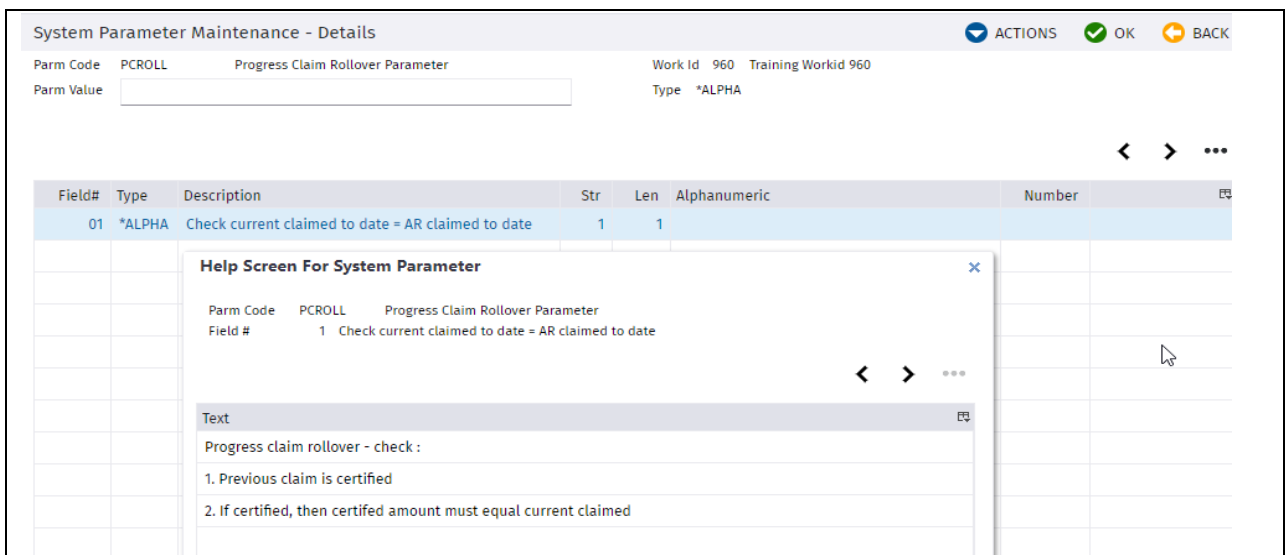 System Parameter Maintenance - Details ACTIONS OK BACK
Parm Code PCROLL Progress Claim Rollover Parameter Work Id 960 Training Workid 960
Parm Value Type *ALPHA
Field# Type Description Str Len Alphanumeric Number
01 *ALPHA Check current claimed to date = AR claimed to date 1 1
Help Screen For System Parameter
Parm Code PCROLL Progress Claim Rollover Parameter
Field # 1 Check current claimed to date = AR claimed to date
Text
Progress claim rollover - check :
1. Previous claim is certified
2. If certified, then certifed amount must equal current claimed